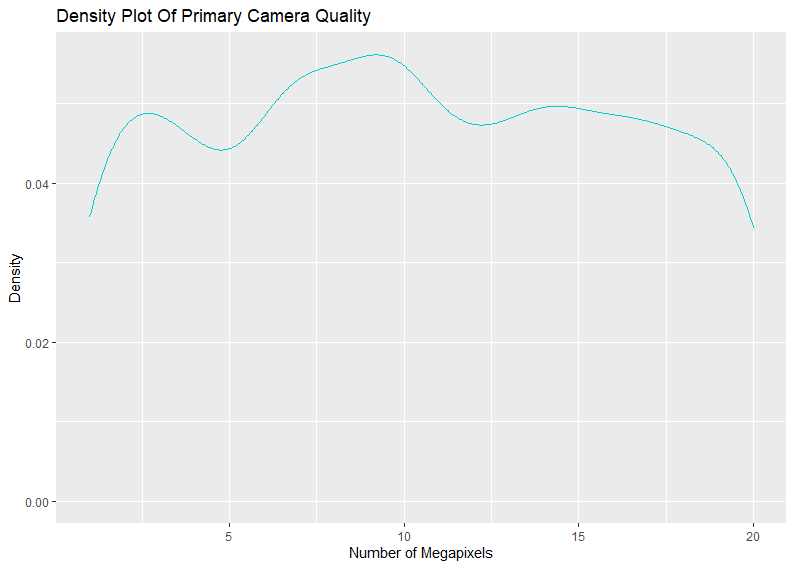 Density Plot Of Primary Camera Quality
Density
0.04
0.02
0.00
5 10 15 20
Number of Megapixels